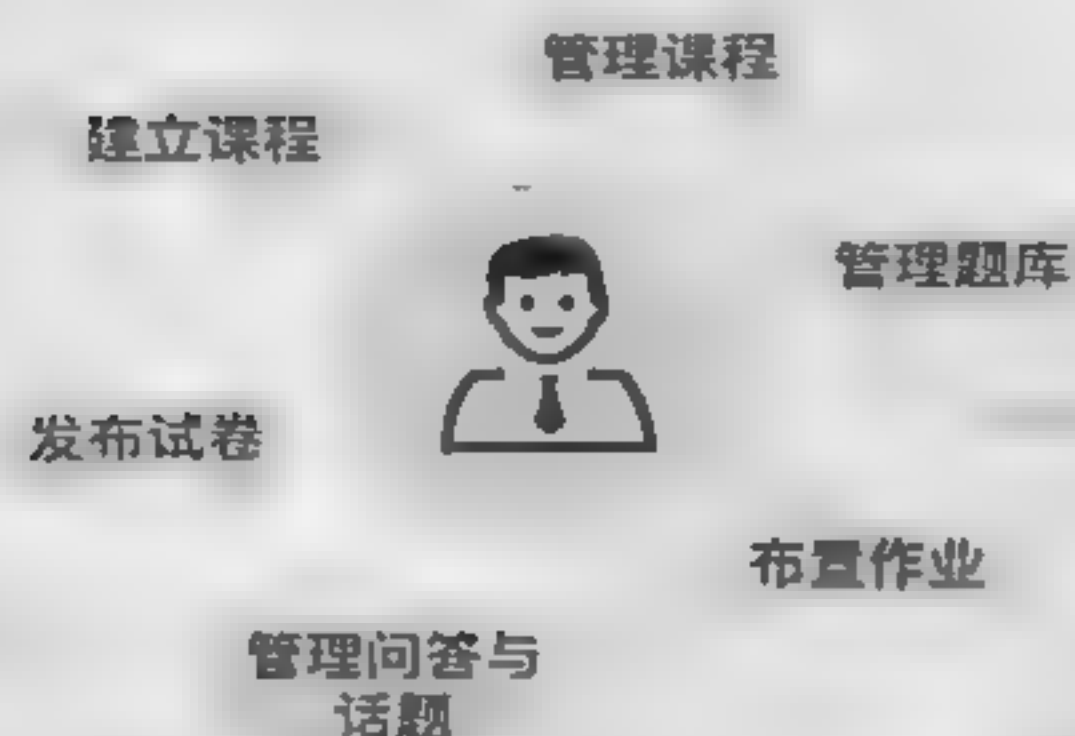 管理课程
建立课程
管理题库
发布试卷
布置作业
管理问答与
话题